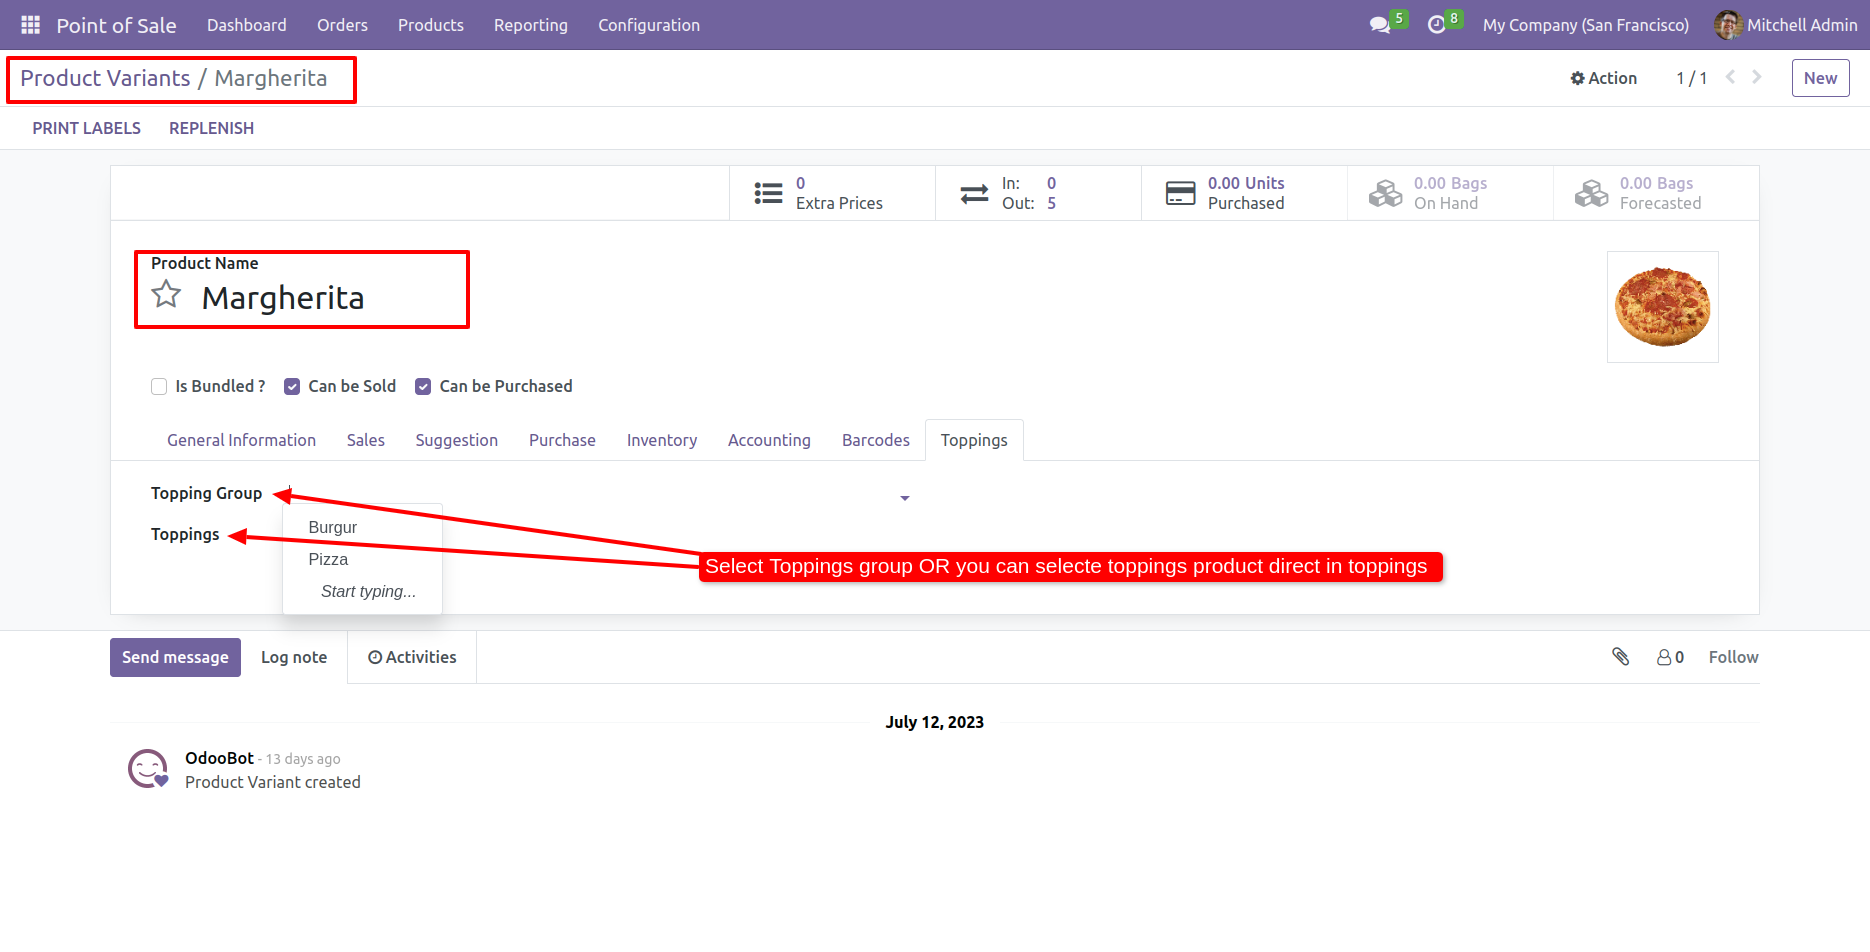 Point of Sale Dashboard Orders Products Reporting Configuration 5 8 My Company (San Francisco) Mitchell Admin
Product Variants / Margherita Action 1 / 1 New
PRINT LABELS REPLENISH
0 Extra Prices
In: 0
Out: 5
0.00 Units Purchased
0.00 Bags On Hand
0.00 Bags Forecasted
Product Name
Margherita
Is Bundled ? Can be Sold Can be Purchased
General Information Sales Suggestion Purchase Inventory Accounting Barcodes Toppings
Topping Group
Burgur
Toppings
Pizza
Select Toppings group OR you can selecte toppings product direct in toppings
Start typing...
Send message Log note Activities 0 Follow
July 12, 2023
OdooBot - 13 days ago
Product Variant created